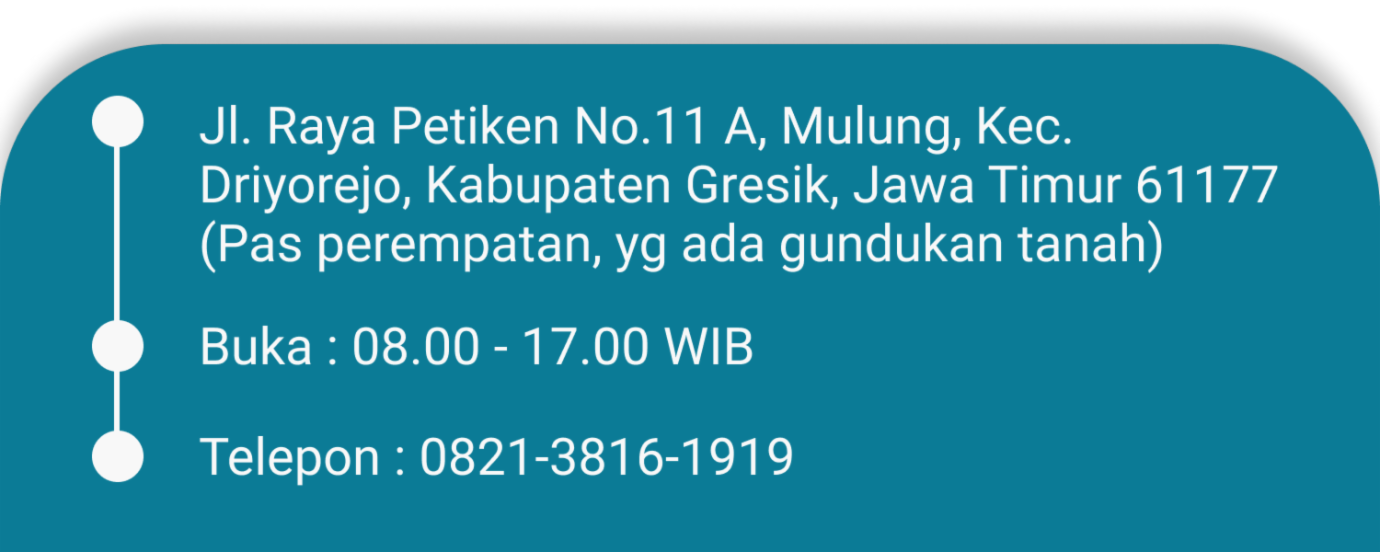 Jl. Raya Petiken No.11 A, Mulung, Kec.
Driyorejo, Kabupaten Gresik, Jawa Timur 61177
(Pas perempatan, yg ada gundukan tanah)
Buka : 08.00 - 17.00 WIB
Telepon : 0821-3816-1919